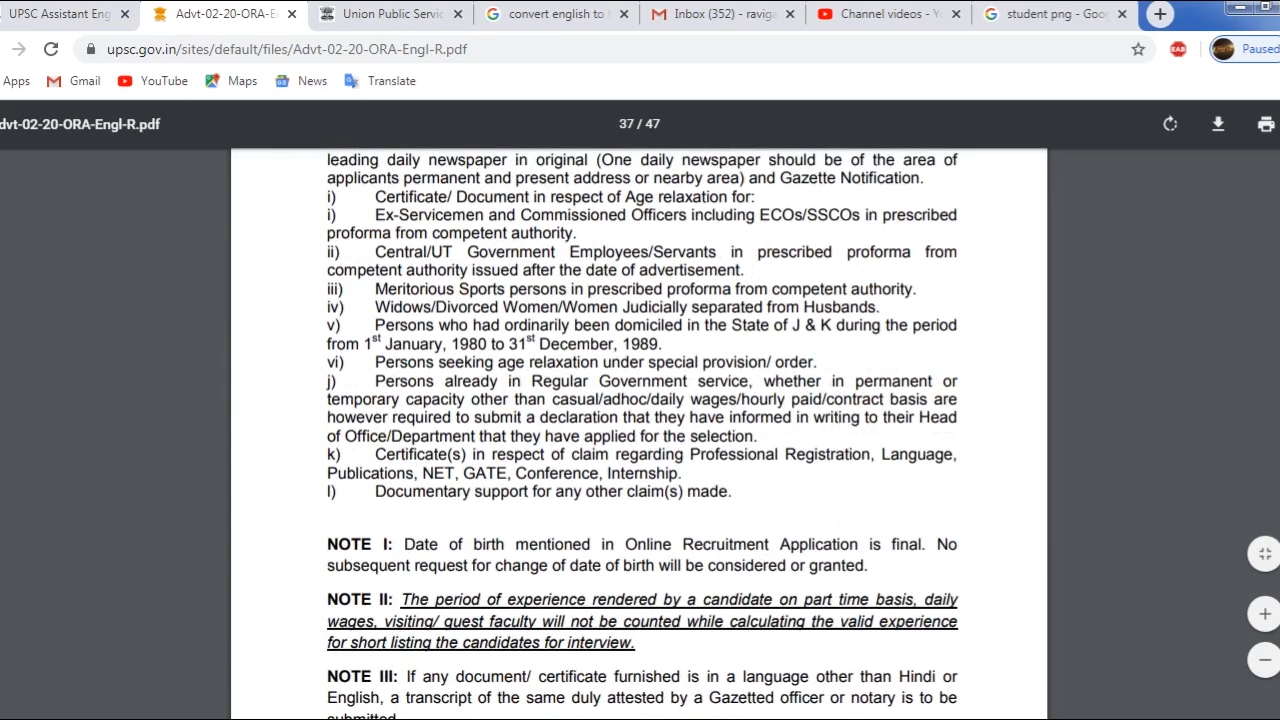 UPSC Assistant Eng
Advt-02-20-ORA-E
Union Public Servic
convert english to
Inbox (352) - raviga
Channel videos - Y
student png - Goo
upsc.gov.in/sites/default/files/Advt-02-20-ORA-Engl-R.pdf
Paused
Apps Gmail YouTube Maps News Translate
dvt-02-20-ORA-Engl-R.pdf 37 / 47
leading daily newspaper in original (One daily newspaper should be of the area of
applicants permanent and present address or nearby area) and Gazette Notification.
i) Certificate/ Document in respect of Age relaxation for:
i) Ex-Servicemen and Commissioned Officers including ECOs/SSCOs in prescribed
proforma from competent authority.
ii) Central/UT Government Employees/Servants in prescribed proforma from
competent authority issued after the date of advertisement.
iii) Meritorious Sports persons in prescribed proforma from competent authority.
iv) Widows/Divorced Women/Women Judicially separated from Husbands.
v) Persons who had ordinarily been domiciled in the State of J & K during the period
from 1st January, 1980 to 31st December, 1989.
vi) Persons seeking age relaxation under special provision/ order.
j) Persons already in Regular Government service, whether in permanent or
temporary capacity other than casual/adhoc/daily wages/hourly paid/contract basis are
however required to submit a declaration that they have informed in writing to their Head
of Office/Department that they have applied for the selection.
k) Certificate(s) in respect of claim regarding Professional Registration, Language,
Publications, NET, GATE, Conference, Internship.
l) Documentary support for any other claim(s) made.
NOTE I: Date of birth mentioned in Online Recruitment Application is final. No
subsequent request for change of date of birth will be considered or granted.
NOTE II: The period of experience rendered by a candidate on part time basis, daily
wages, visiting/ guest faculty will not be counted while calculating the valid experience
for short listing the candidates for interview.
NOTE III: If any document/ certificate furnished is in a language other than Hindi or
English, a transcript of the same duly attested by a Gazetted officer or notary is to be
submitted